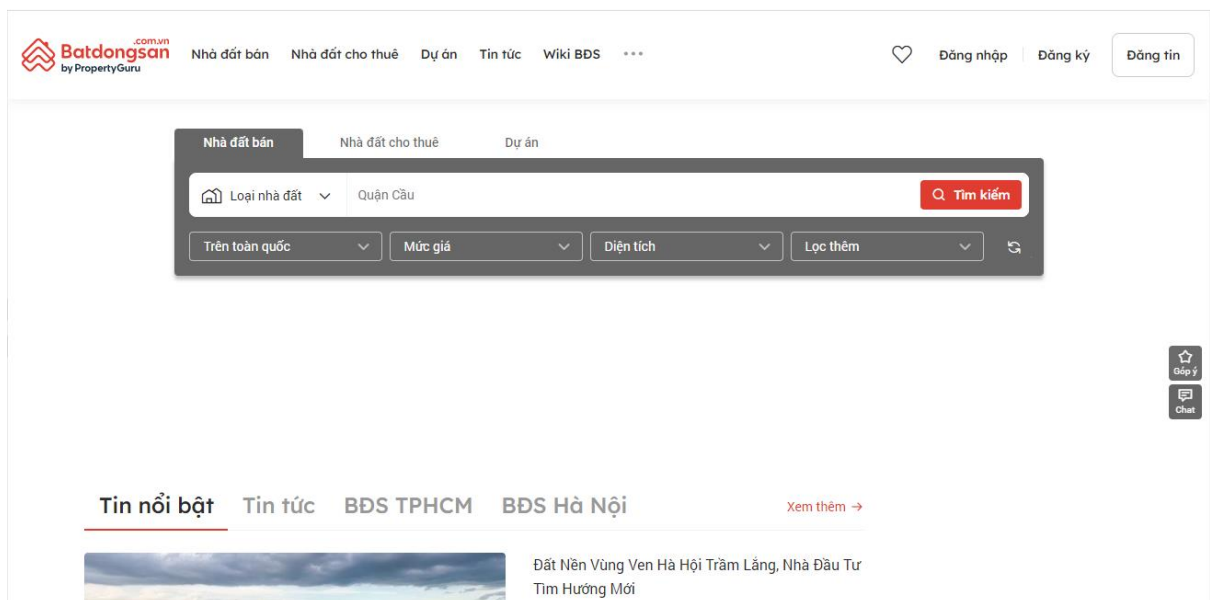 .com.vn
Batdongsan
by PropertyGuru
Nhà đất bán Nhà đất cho thuê Dự án Tin tức Wiki BĐS
Đăng nhập Đăng ký Đăng tin
Nhà đất bán Nhà đất cho thuê Dự án
Loại nhà đất Quận Cầu Tìm kiếm
Trên toàn quốc Mức giá Diện tích Lọc thêm
Góp ý
Chat
Tin nổi bật Tin tức BĐS TPHCM BĐS Hà Nội Xem thêm →
Đất Nền Vùng Ven Hà Hội Trầm Lắng, Nhà Đầu Tư
Tìm Hướng Mới